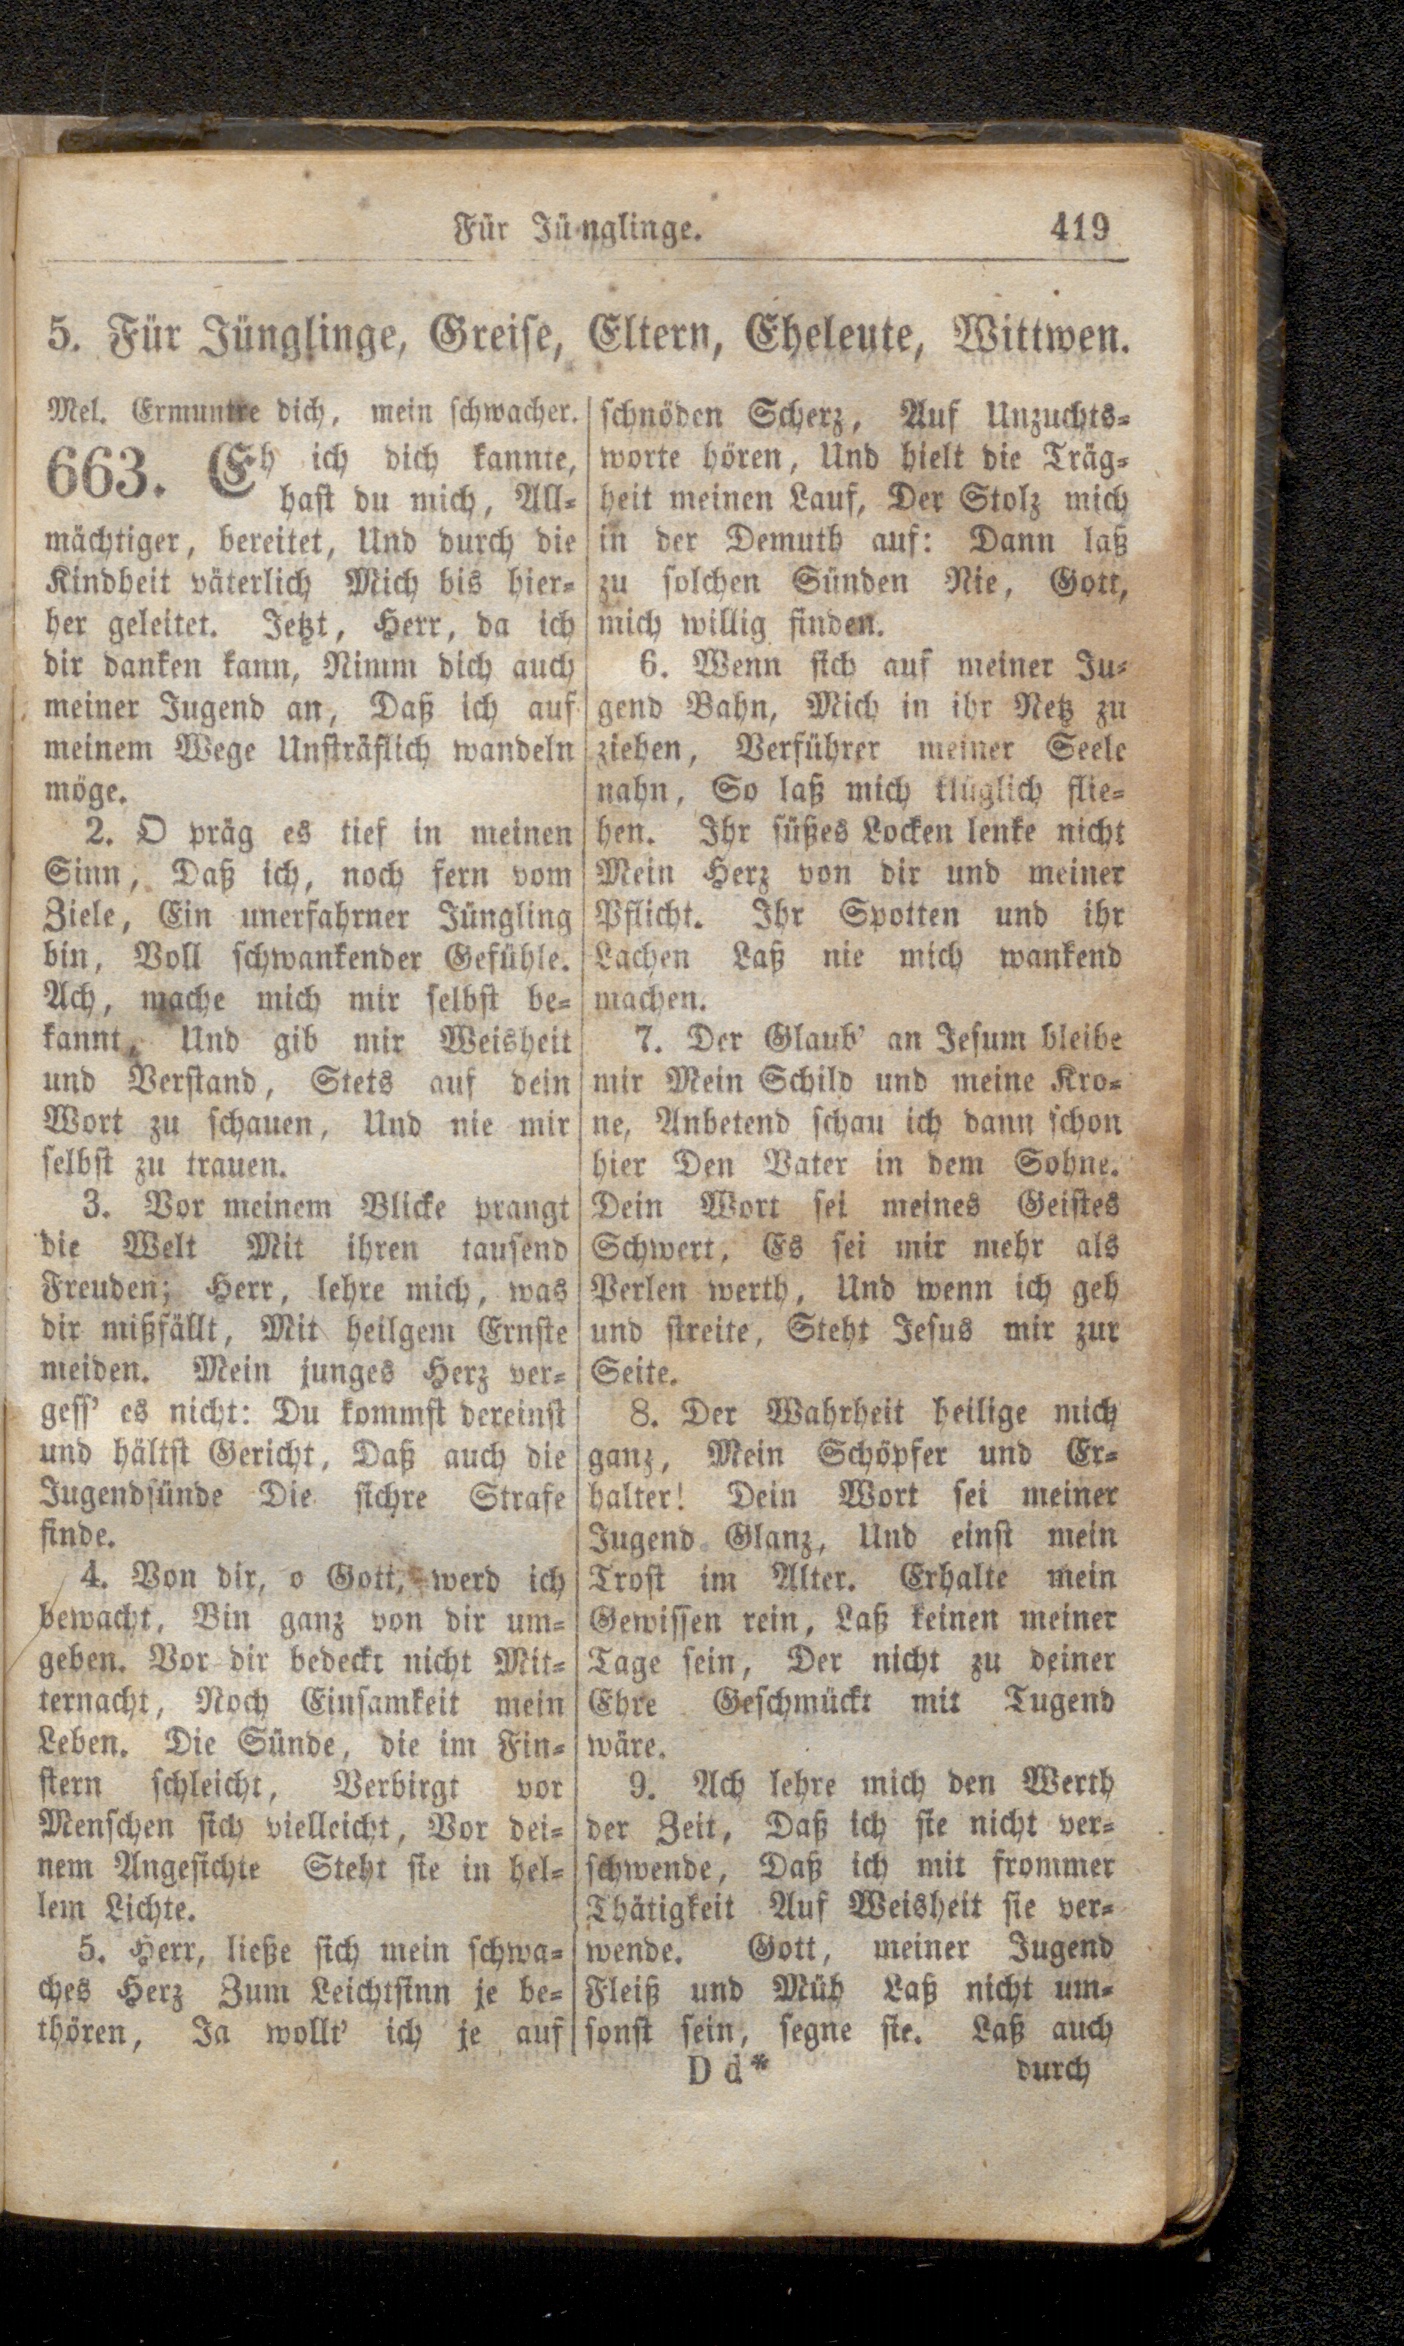 Für Jünglinge. 419
5. Für Jünglinge, Greise, Eltern, Eheleute, Wittwen.
Mel. Ermuntre dich, mein schwacher.
663. Eh ich dich kannte,
hast du mich, All-
mächtiger, bereitet, Und durch die
Kindheit väterlich Mich bis hier-
her geleitet. Jetzt, Herr, da ich
dir danken kann, Nimm dich auch
meiner Jugend an, Daß ich auf
meinem Wege Unsträflich wandeln
möge.
2. O präg es tief in meinen
Sinn, Daß ich, noch fern vom
Ziele, Ein unerfahrner Jüngling
bin, Voll schwankender Gefühle.
Ach, mache mich mir selbst be-
kannt, Und gib mir Weisheit
und Verstand, Stets auf dein
Wort zu schauen, Und nie mir
selbst zu trauen.
3. Vor meinem Blicke prangt
die Welt Mit ihren tausend
Freuden; Herr, lehre mich, was
dir mißfällt, Mit heilgem Ernste
meiden. Mein junges Herz ver-
gess' es nicht: Du kommst dereinst
und hältst Gericht, Daß auch die
Jugendsünde Die sichre Strafe
finde.
4. Von dir, o Gott, werd ich
bewacht, Bin ganz von dir um-
geben. Vor dir bedeckt nicht Mit-
ternacht, Noch Einsamkeit mein
Leben. Die Sünde, die im Fin-
stern schleicht, Verbirgt vor
Menschen sich vielleicht, Vor dei-
nem Angesichte Steht sie in hel-
lem Lichte.
5. Herr, ließe sich mein schwa-
ches Herz Zum Leichtsinn je be-
thören, Ja wollt' ich je auf
schnöden Scherz, Auf Unzuchts-
worte hören, Und hielt die Träg-
heit meinen Lauf, Der Stolz mich
in der Demuth auf: Dann laß
zu solchen Sünden Nie, Gott,
mich willig finden.
6. Wenn sich auf meiner Ju-
gend Bahn, Mich in ihr Netz zu
ziehen, Verführer meiner Seele
nahn, So laß mich klüglich flie-
hen. Ihr süßes Locken lenke nicht
Mein Herz von dir und meiner
Pflicht. Ihr Spotten und ihr
Lachen Laß nie mich wankend
machen.
7. Der Glaub' an Jesum bleibe
mir Mein Schild und meine Kro-
ne, Anbetend schau ich dann schon
hier Den Vater in dem Sohne.
Dein Wort sei meines Geistes
Schwert, Es sei mir mehr als
Perlen werth, Und wenn ich geh
und streite, Steht Jesus mir zur
Seite.
8. Der Wahrheit heilige mich
ganz, Mein Schöpfer und Er-
halter! Dein Wort sei meiner
Jugend Glanz, Und einst mein
Trost im Alter. Erhalte mein
Gewissen rein, Laß keinen meiner
Tage sein, Der nicht zu deiner
Ehre Geschmückt mit Tugend
wäre.
9. Ach lehre mich den Werth
der Zeit, Daß ich sie nicht ver-
schwende, Daß ich mit frommer
Thätigkeit Auf Weisheit sie ver-
wende. Gott, meiner Jugend
Fleiß und Müh Laß nicht um-
sonst sein, segne sie. Laß auch
D d* durch